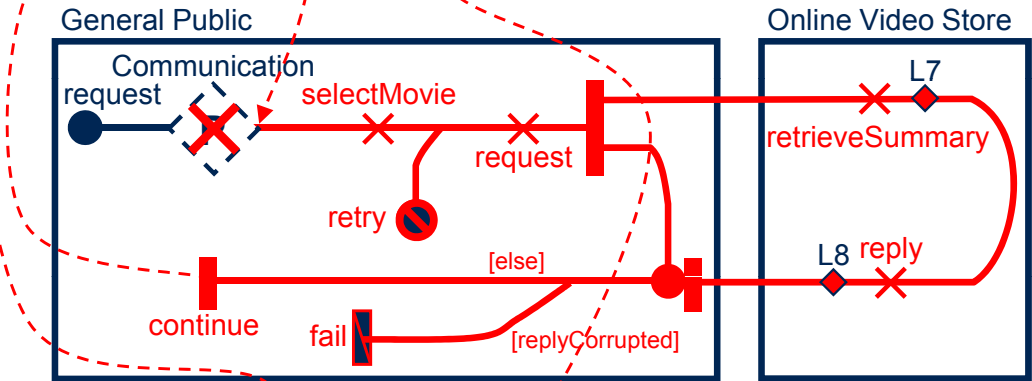 General Public
Online Video Store
Communication
request
selectMovie
L7
request
retrieveSummary
retry
L8
reply
[else]
continue
fail
[replyCorrupted]